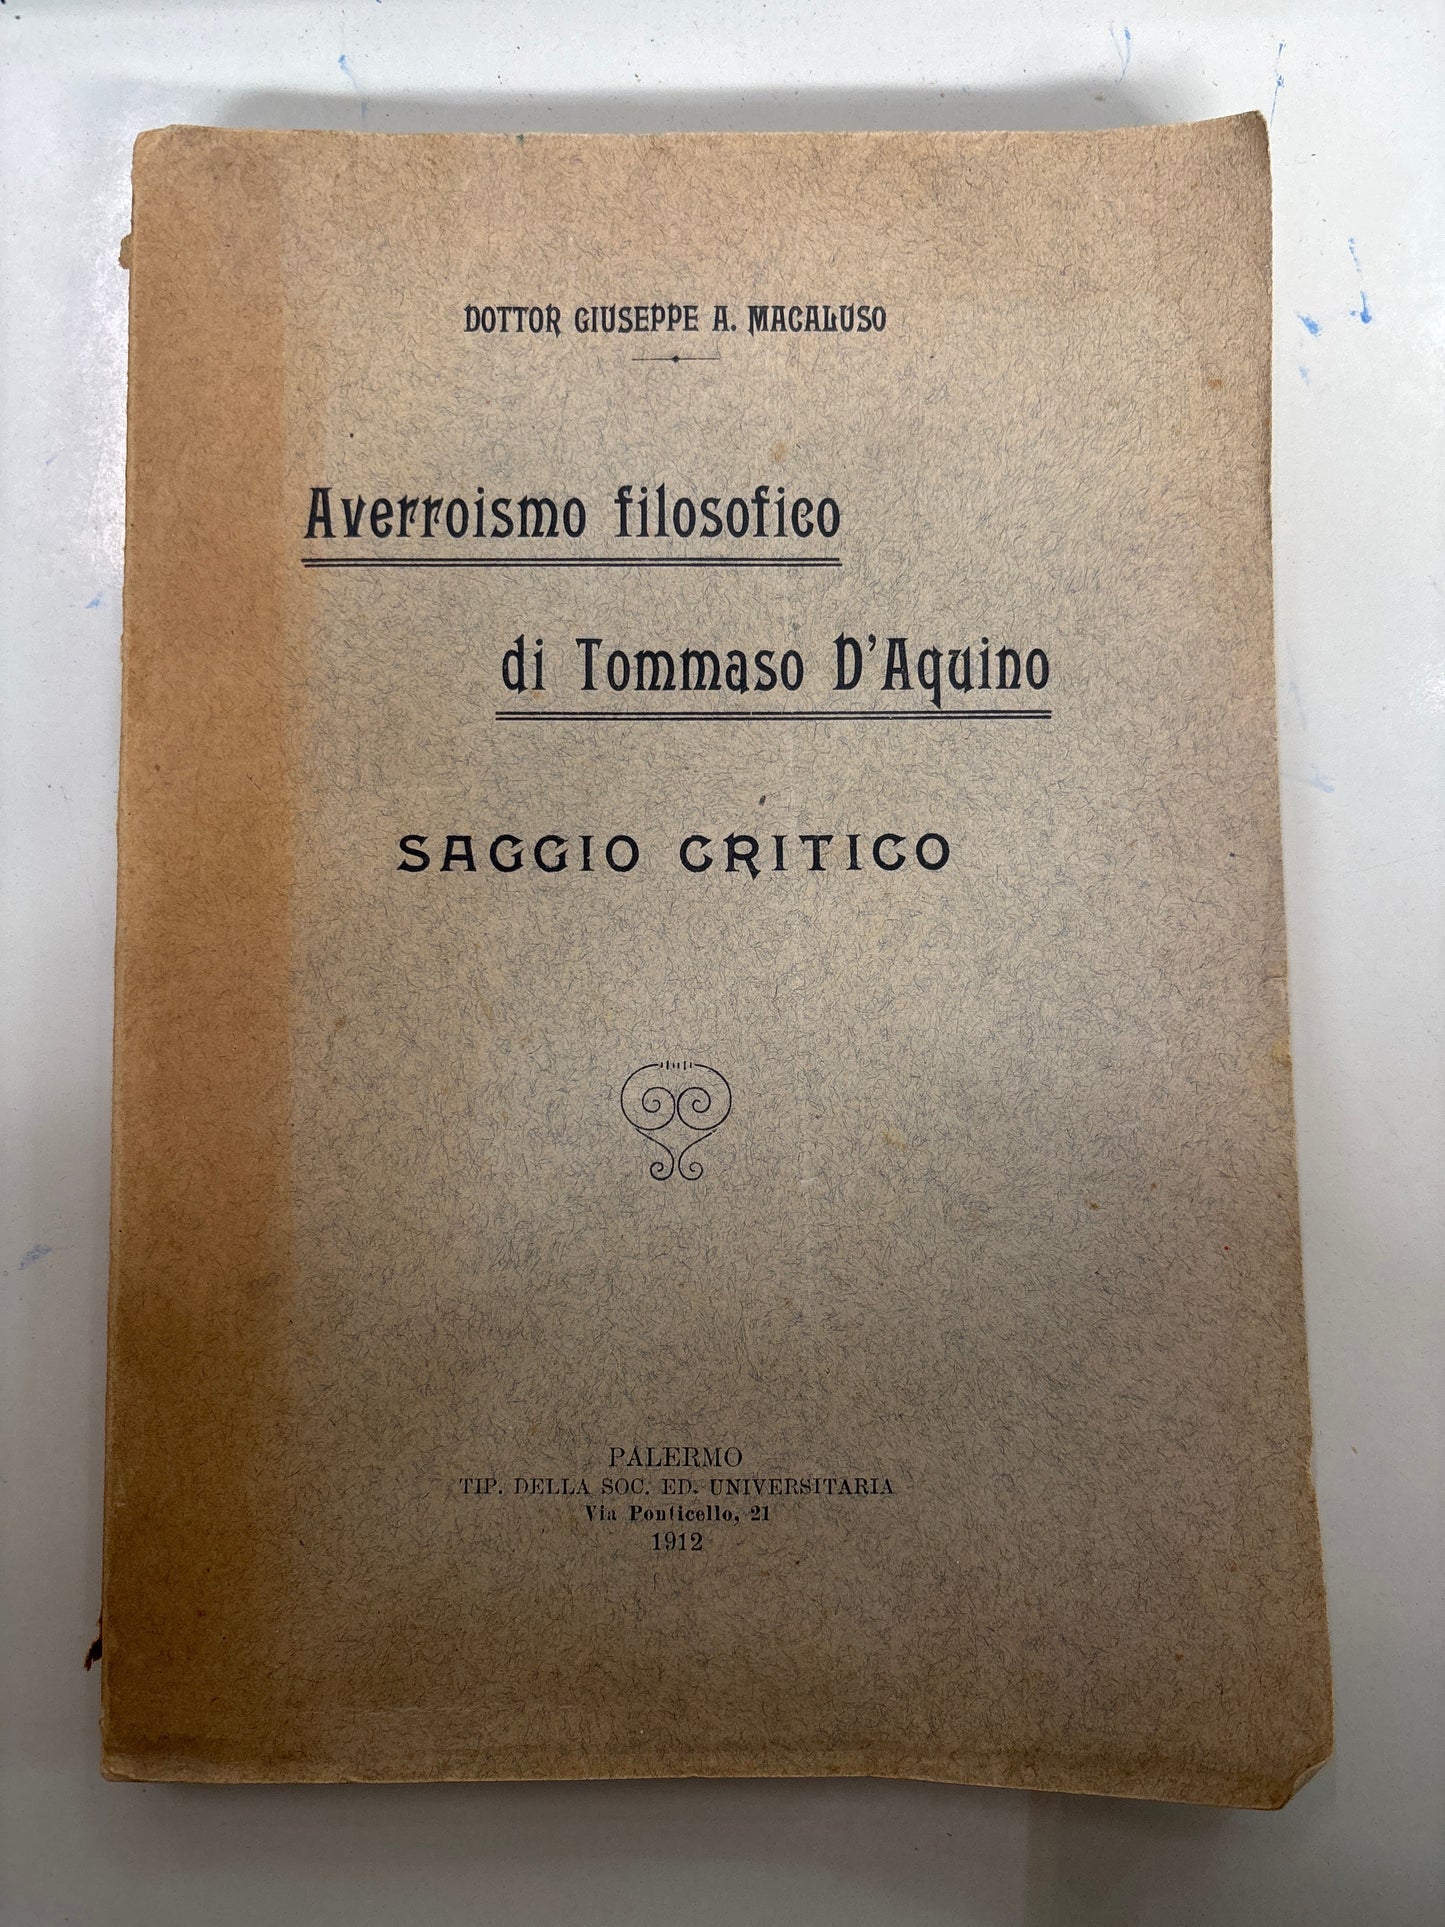 DOTTOR GIUSEPPE A. MACALUSO
Averroismo filosofico
di Tommaso D'Aquino
SAGGIO CRITICO
PALERMO
TIP. DELLA SOC. ED. UNIVERSITARIA
Via Ponticello, 21
1912